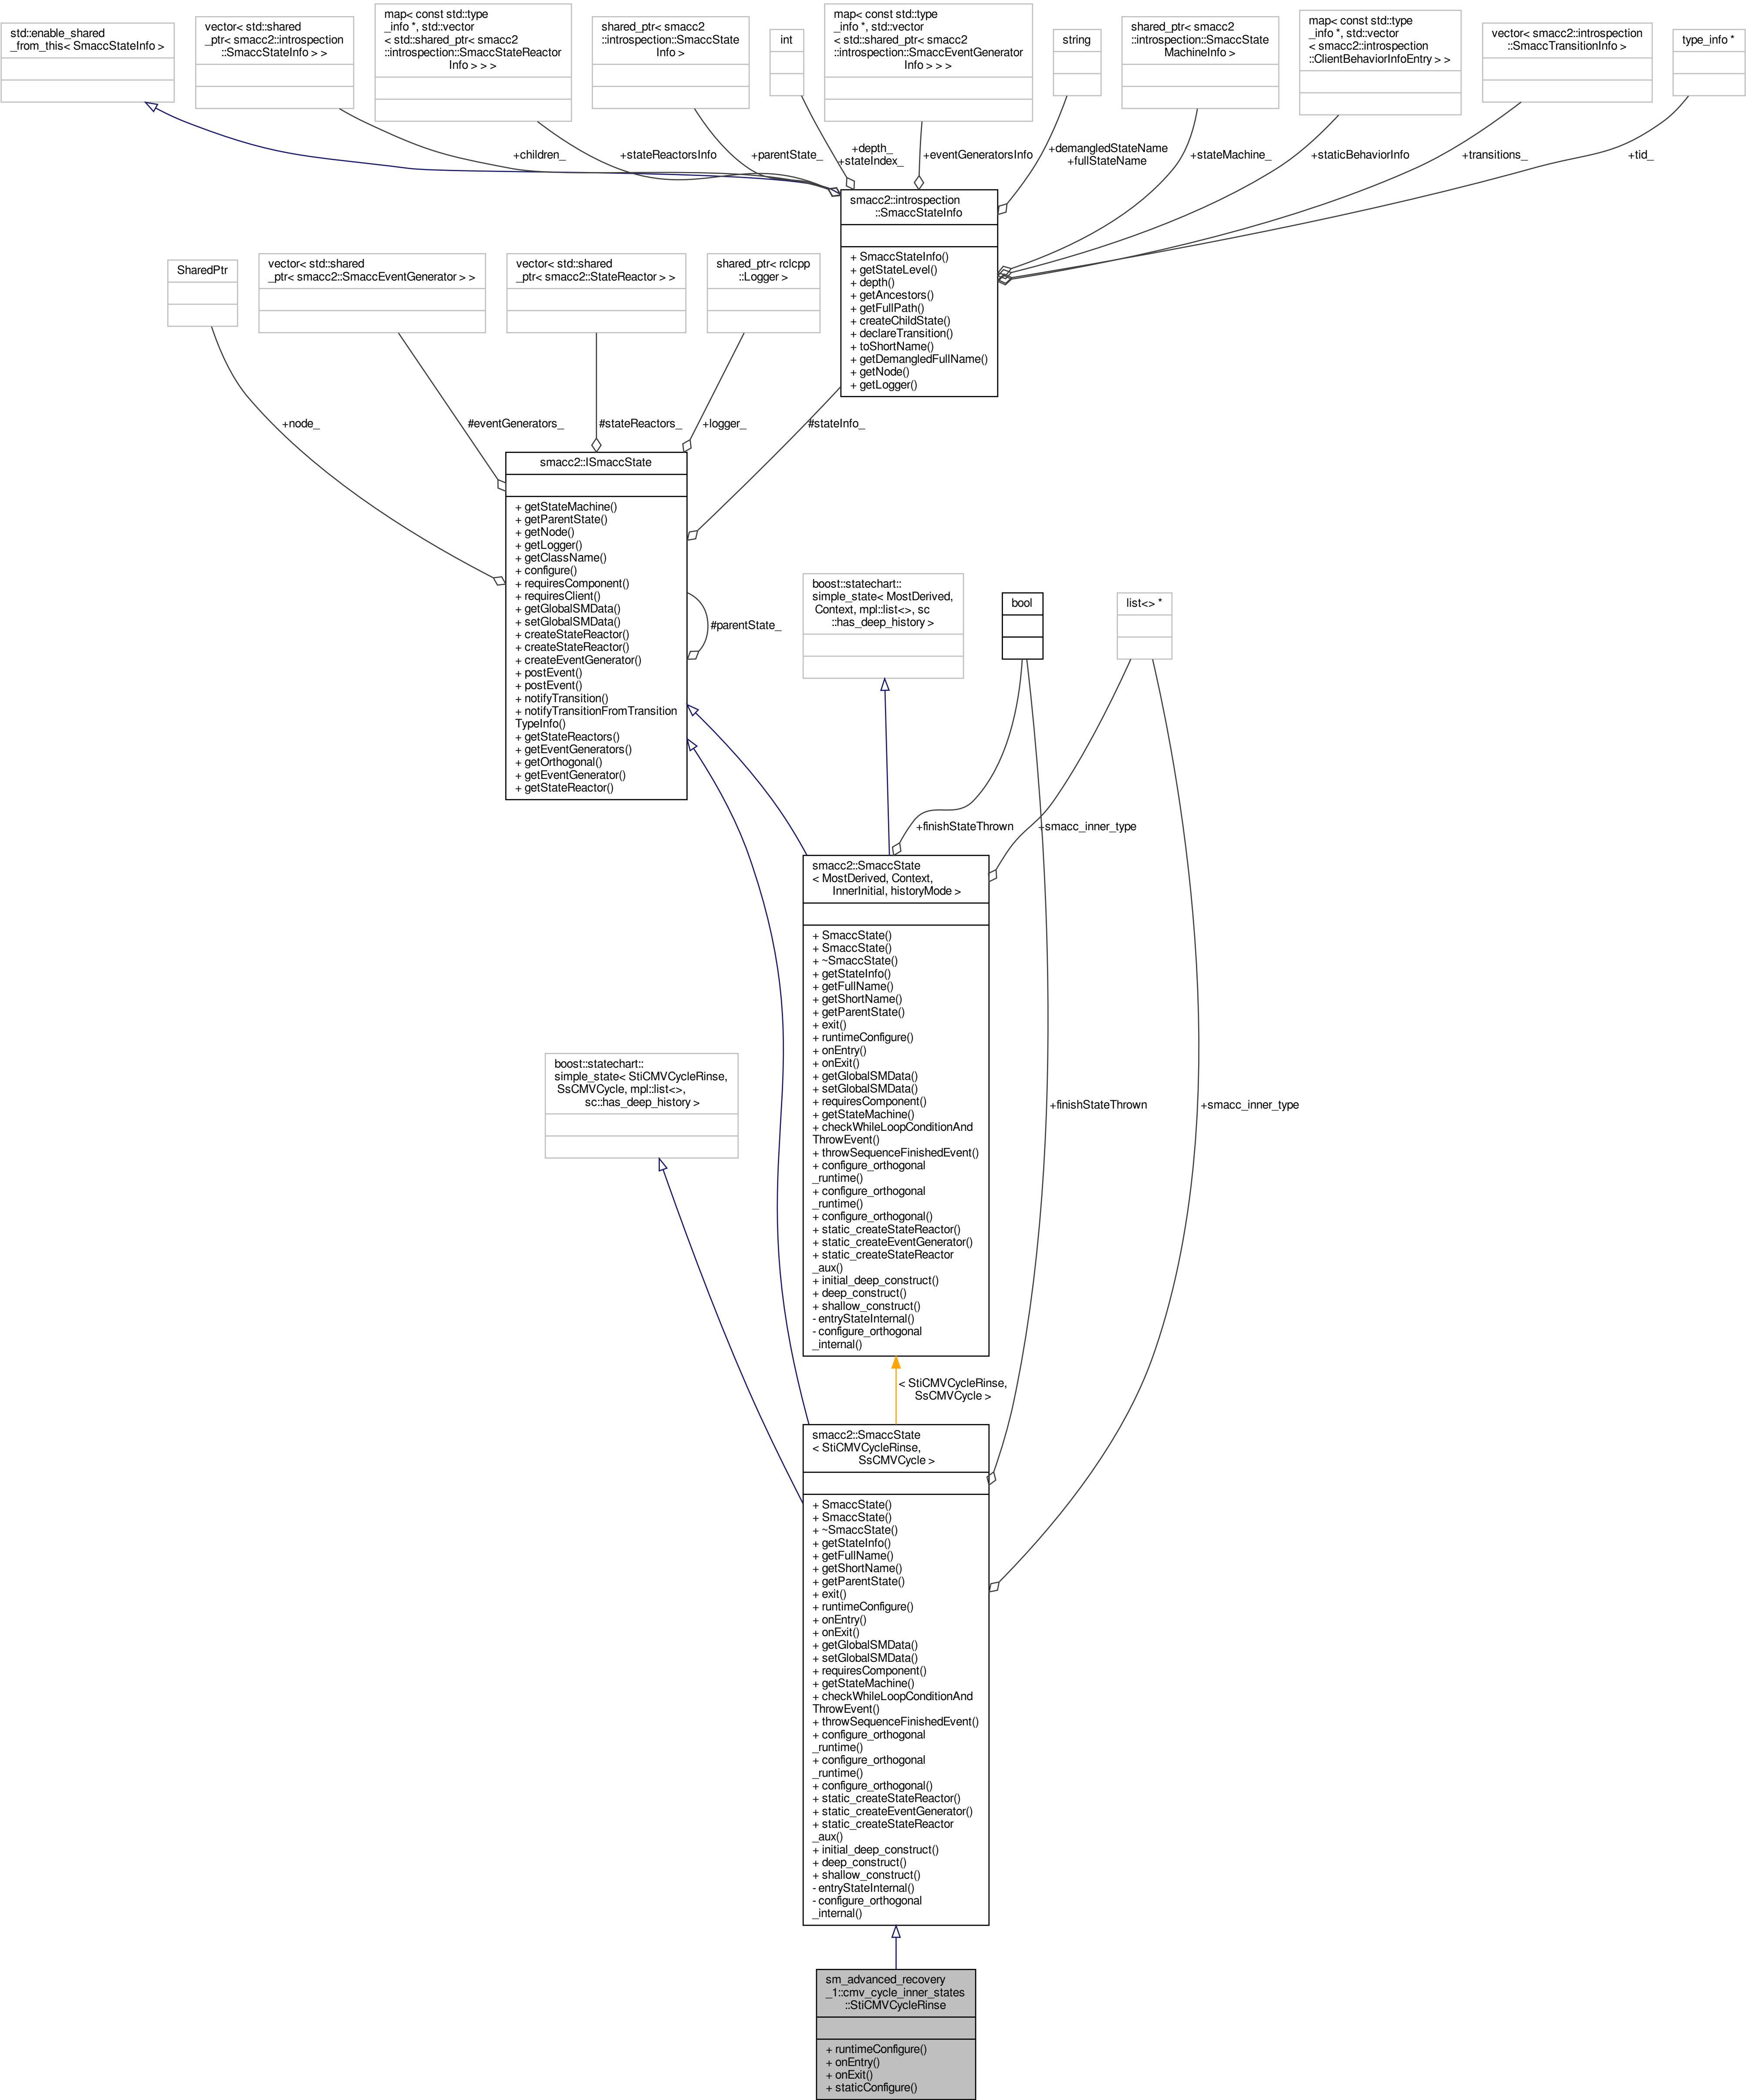 std::enable_shared
_from_this< SmaccStateInfo >
vector< std::shared
_ptr< smacc2::introspection
::SmaccStateInfo > >
map< const std::type
_info *, std::vector
< std::shared_ptr< smacc2
::introspection::SmaccStateReactor
Info > > >
shared_ptr< smacc2
::introspection::SmaccState
Info >
int
map< const std::type
_info *, std::vector
< std::shared_ptr< smacc2
::introspection::SmaccEventGenerator
Info > > >
string
shared_ptr< smacc2
::introspection::SmaccState
MachineInfo >
map< const std::type
_info *, std::vector
< smacc2::introspection
::ClientBehaviorInfoEntry > >
vector< smacc2::introspection
::SmaccTransitionInfo >
type_info *
+children_
+stateReactorsInfo
+parentState_
+depth_
+stateIndex_
+eventGeneratorsInfo
+demangledStateName
+fullStateName
+stateMachine_
+staticBehaviorInfo
+transitions_
+tid_
smacc2::introspection
::SmaccStateInfo
+ SmaccStateInfo()
+ getStateLevel()
+ depth()
+ getAncestors()
+ getFullPath()
+ createChildState()
+ declareTransition()
+ toShortName()
+ getDemangledFullName()
+ getNode()
+ getLogger()
SharedPtr
vector< std::shared
_ptr< smacc2::SmaccEventGenerator > >
vector< std::shared
_ptr< smacc2::StateReactor > >
shared_ptr< rclcpp
::Logger >
+node_
#eventGenerators_
#stateReactors_
+logger_
#stateInfo_
smacc2::ISmaccState
+ getStateMachine()
+ getParentState()
+ getNode()
+ getLogger()
+ getClassName()
+ configure()
+ requiresComponent()
+ requiresClient()
+ getGlobalSMData()
+ setGlobalSMData()
+ createStateReactor()
+ createStateReactor()
+ createEventGenerator()
+ postEvent()
+ postEvent()
+ notifyTransition()
+ notifyTransitionFromTransition
TypeInfo()
+ getStateReactors()
+ getEventGenerators()
+ getOrthogonal()
+ getEventGenerator()
+ getStateReactor()
#parentState_
boost::statechart::
simple_state< MostDerived,
Context, mpl::list<>, sc
::has_deep_history >
bool
list<> *
+finishStateThrown
+smacc_inner_type
smacc2::SmaccState
< MostDerived, Context,
InnerInitial, historyMode >
+ SmaccState()
+ SmaccState()
+ ~SmaccState()
+ getStateInfo()
+ getFullName()
+ getShortName()
+ getParentState()
+ exit()
+ runtimeConfigure()
+ onEntry()
+ onExit()
+ getGlobalSMData()
+ setGlobalSMData()
+ requiresComponent()
+ getStateMachine()
+ checkWhileLoopConditionAnd
ThrowEvent()
+ throwSequenceFinishedEvent()
+ configure_orthogonal
_runtime()
+ configure_orthogonal
_runtime()
+ configure_orthogonal()
+ static_createStateReactor()
+ static_createEventGenerator()
+ static_createStateReactor
_aux()
+ initial_deep_construct()
+ deep_construct()
+ shallow_construct()
- entryStateInternal()
- configure_orthogonal
_internal()
boost::statechart::
simple_state< StiCMVCycleRinse,
SsCMVCycle, mpl::list<>,
sc::has_deep_history >
+finishStateThrown
+smacc_inner_type
< StiCMVCycleRinse,
SsCMVCycle >
smacc2::SmaccState
< StiCMVCycleRinse,
SsCMVCycle >
+ SmaccState()
+ SmaccState()
+ ~SmaccState()
+ getStateInfo()
+ getFullName()
+ getShortName()
+ getParentState()
+ exit()
+ runtimeConfigure()
+ onEntry()
+ onExit()
+ getGlobalSMData()
+ setGlobalSMData()
+ requiresComponent()
+ getStateMachine()
+ checkWhileLoopConditionAnd
ThrowEvent()
+ throwSequenceFinishedEvent()
+ configure_orthogonal
_runtime()
+ configure_orthogonal
_runtime()
+ configure_orthogonal()
+ static_createStateReactor()
+ static_createEventGenerator()
+ static_createStateReactor
_aux()
+ initial_deep_construct()
+ deep_construct()
+ shallow_construct()
- entryStateInternal()
- configure_orthogonal
_internal()
sm_advanced_recovery
_1::cmv_cycle_inner_states
::StiCMVCycleRinse
+ runtimeConfigure()
+ onEntry()
+ onExit()
+ staticConfigure()